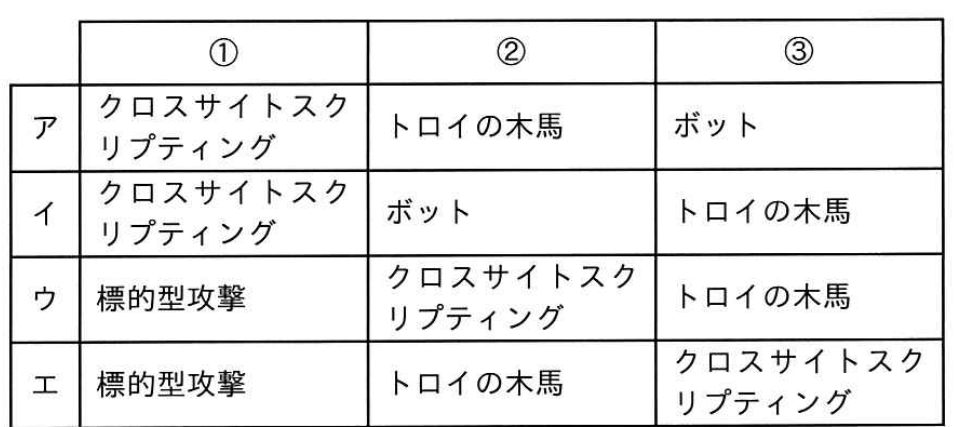 ① ② ③
ア クロスサイトスク トロイの木馬 ボット
リプティング
イ クロスサイトスク ボット トロイの木馬
リプティング
ウ 標的型攻撃 クロスサイトスク トロイの木馬
リプティング
エ 標的型攻撃 トロイの木馬 クロスサイトスク
リプティング